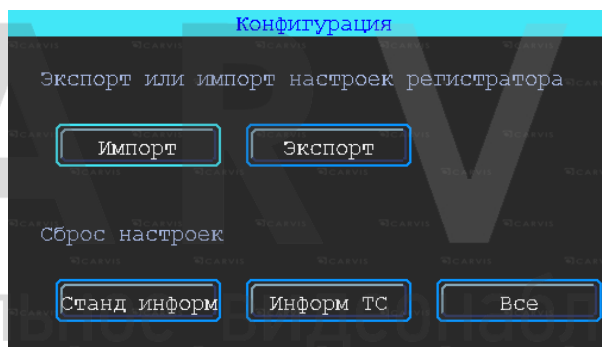 Конфигурация
Экспорт или импорт настроек регистратора
Импорт Экспорт
Сброс настроек
Станд информ Информ ТС Все